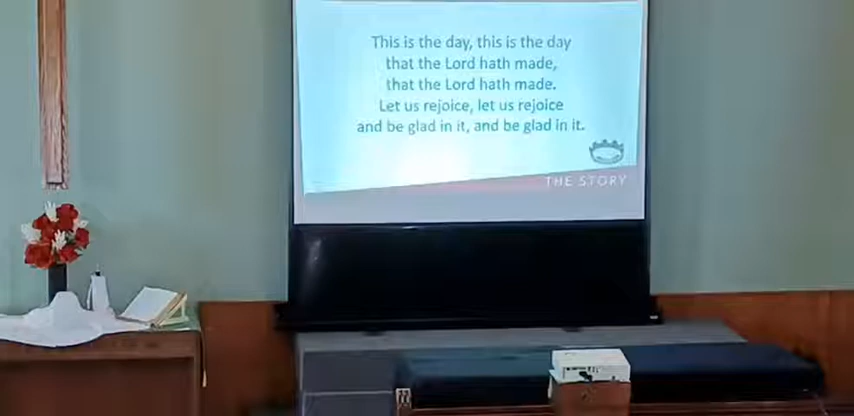 This is the day, this is the day
that the Lord hath made,
that the Lord hath made.
Let us rejoice, let us rejoice
and be glad in it, and be glad in it.
THE STORY